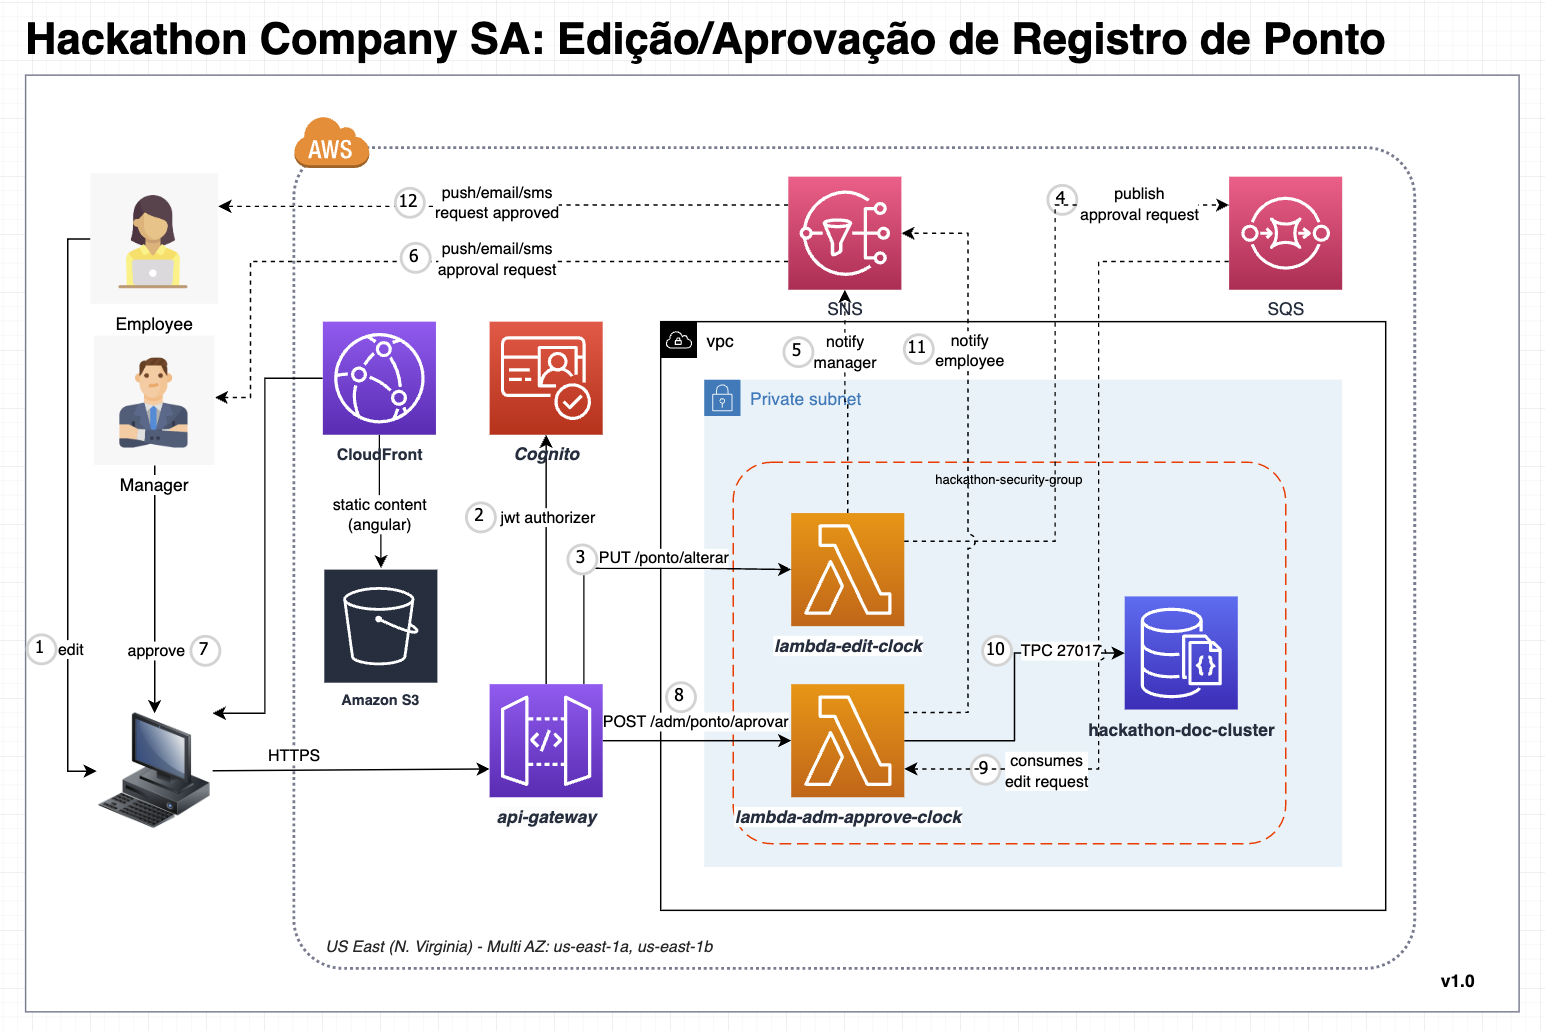 Hackathon Company SA: Edição/Aprovação de Registro de Ponto
AWS
12
push/email/sms
request approved
4
publish
approval request
6
push/email/sms
approval request
Employee
SNS
SQS
vpc
5
notify
manager
11
notify
employee
Private subnet
CloudFront
Cognito
Manager
hackathon-security-group
static content
(angular)
2
jwt authorizer
3
PUT /ponto/alterar
1
edit
approve
7
lambda-edit-clock
10
TPC 27017
Amazon S3
8
POST /adm/ponto/aprovar
hackathon-doc-cluster
HTTPS
9
consumes
edit request
api-gateway
lambda-adm-approve-clock
US East (N. Virginia) - Multi AZ: us-east-1a, us-east-1b
v1.0